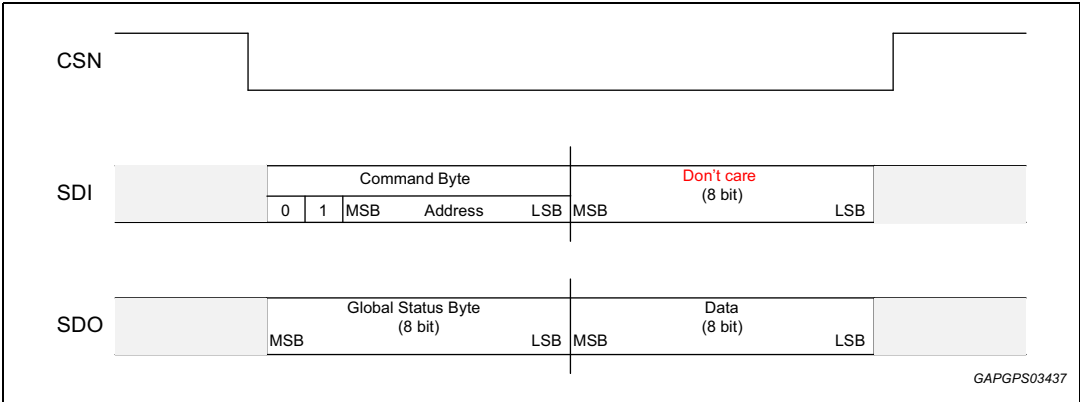 CSN
SDI
Command Byte
0 1 MSB Address LSB
Don't care
(8 bit)
MSB LSB
SDO
Global Status Byte
(8 bit)
MSB LSB
Data
(8 bit)
MSB LSB
GAPGPS03437